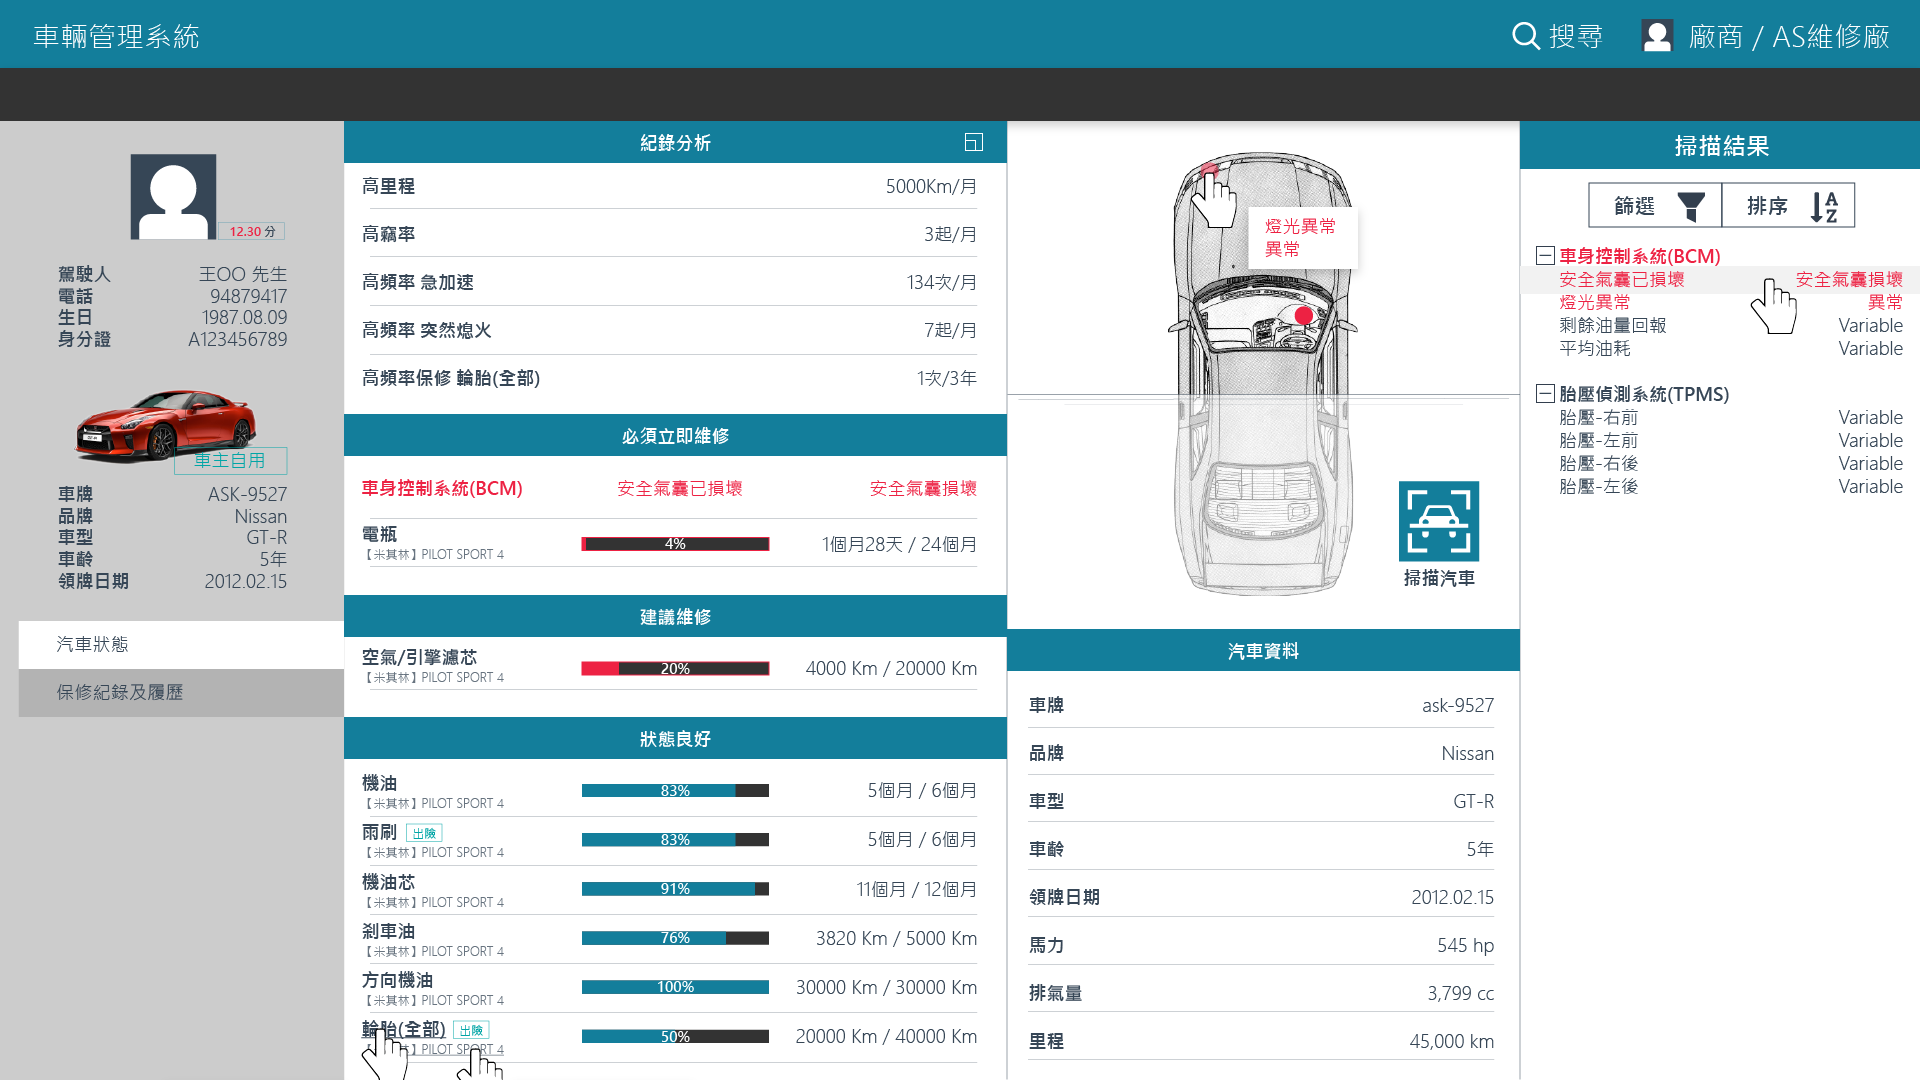 車輛管理系統
搜尋
廠商 / AS維修廠
12.30 分
駕駛人 王OO 先生
電話 94879417
生日 1987.08.09
身分證 A123456789
車主自用
車牌 ASK-9527
品牌 Nissan
車型 GT-R
車齡 5年
領牌日期 2012.02.15
汽車狀態
保修紀錄及履歷
紀錄分析
高里程 5000Km/月
高竊率 3起/月
高頻率 急加速 134次/月
高頻率 突然熄火 7起/月
高頻率保修 輪胎(全部) 1次/3年
必須立即維修
車身控制系統(BCM) 安全氣囊已損壞 安全氣囊損壞
電瓶
【米其林】PILOT SPORT 4
4%
1個月28天 / 24個月
建議維修
空氣/引擎濾芯
【米其林】PILOT SPORT 4
20%
4000 Km / 20000 Km
狀態良好
機油
【米其林】PILOT SPORT 4
83%
5個月 / 6個月
雨刷 出險
【米其林】PILOT SPORT 4
83%
5個月 / 6個月
機油芯
【米其林】PILOT SPORT 4
91%
11個月 / 12個月
剎車油
【米其林】PILOT SPORT 4
76%
3820 Km / 5000 Km
方向機油
【米其林】PILOT SPORT 4
100%
30000 Km / 30000 Km
輪胎(全部) 出險
林】PILOT SPORT 4
50%
20000 Km / 40000 Km
燈光異常
異常
掃描汽車
汽車資料
車牌 ask-9527
品牌 Nissan
車型 GT-R
車齡 5年
領牌日期 2012.02.15
馬力 545 hp
排氣量 3,799 cc
里程 45,000 km
掃描結果
篩選
排序 A Z
車身控制系統(BCM)
安全氣囊已損壞 安全氣囊損壞
燈光異常 異常
剩餘油量回報 Variable
平均油耗 Variable
胎壓偵測系統(TPMS)
胎壓-右前 Variable
胎壓-左前 Variable
胎壓-右後 Variable
胎壓-左後 Variable